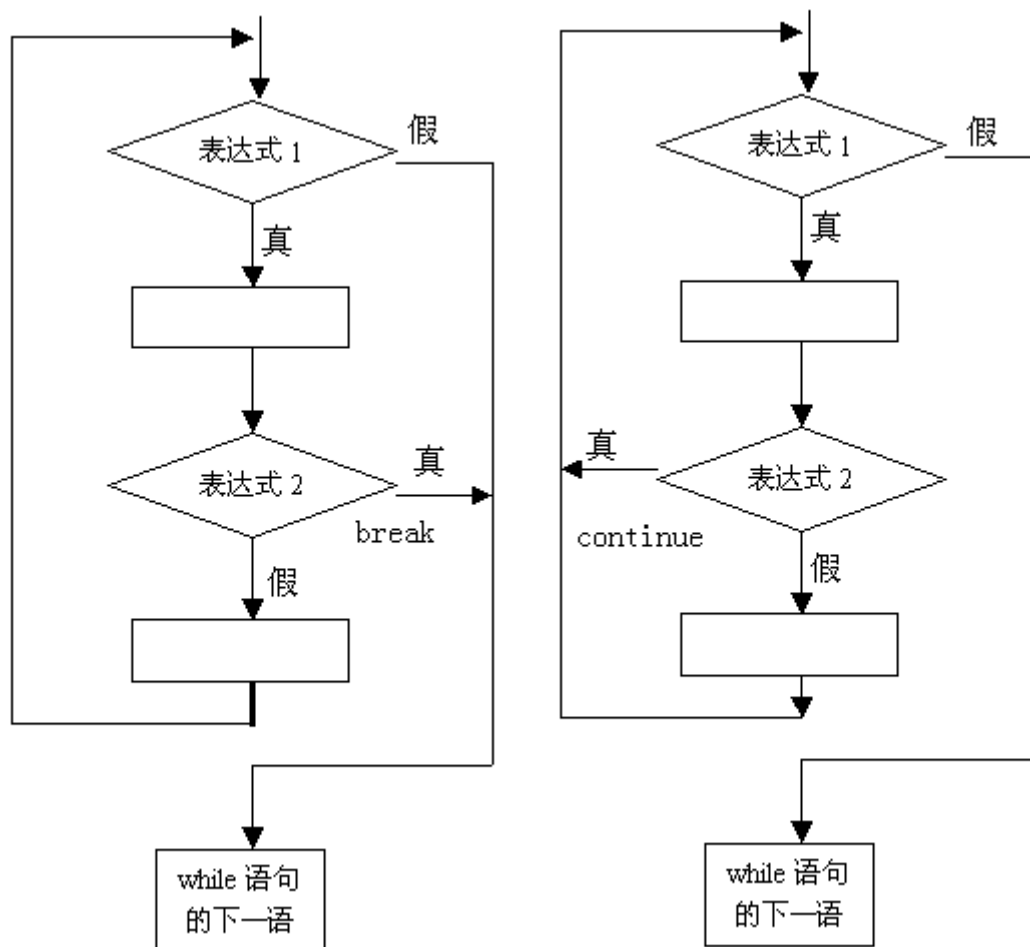 表达式 1
假
真
表达式 2
真
break
假
while 语句
的下一语
表达式 1
假
真
真
表达式 2
continue
假
while 语句
的下一语